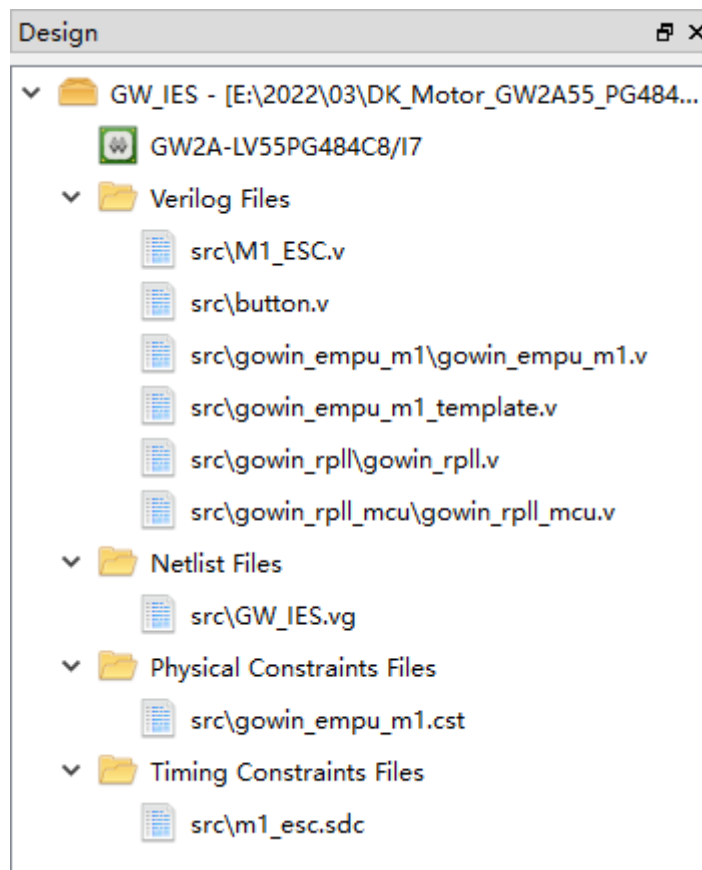 Design
GW_IES - [E:\2022\03\DK_Motor_GW2A55_PG484...
GW2A-LV55PG484C8/I7
Verilog Files
src\M1_ESC.v
src\button.v
src\gowin_empu_m1\gowin_empu_m1.v
src\gowin_empu_m1_template.v
src\gowin_rpll\gowin_rpll.v
src\gowin_rpll_mcu\gowin_rpll_mcu.v
Netlist Files
src\GW_IES.vg
Physical Constraints Files
src\gowin_empu_m1.cst
Timing Constraints Files
src\m1_esc.sdc